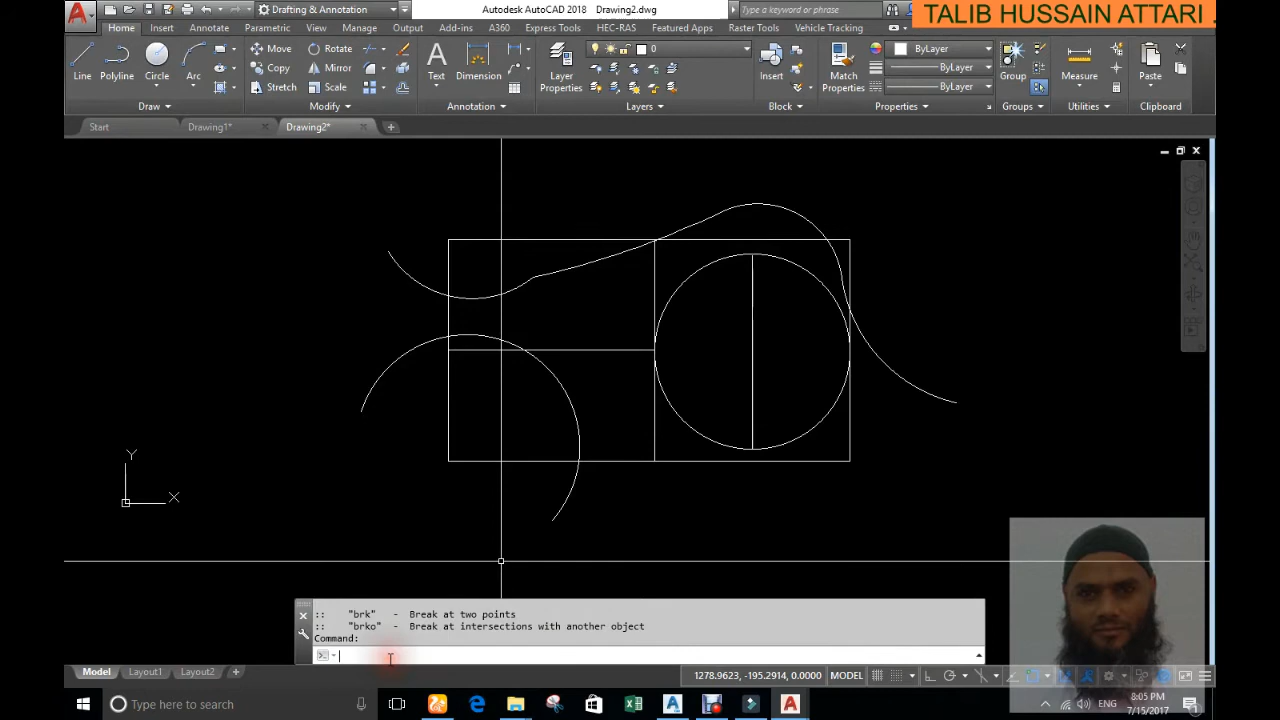 Drafting & Annotation
Autodesk AutoCAD 2018 Drawing2.dwg
Type a keyword or phrase
TALIB HUSSAIN ATTARI .
Home Insert Annotate Parametric View Manage Output Add-ins A360 Express Tools HEC-RAS Featured Apps Raster Tools Vehicle Tracking
Line
Polyline
Circle
Arc
Move Rotate
Copy Mirror
Stretch Scale
Text
Dimension
Layer
Properties
0
Insert
Match
Properties
ByLayer
ByLayer
ByLayer
Group
Measure
Paste
Draw Modify Annotation Layers Block Properties Groups Utilities Clipboard
Start Drawing1* Drawing2*
Y
X
:: "brk" - Break at two points
:: "brko" - Break at intersections with another object
Command:
Model Layout1 Layout2
1278.9623, -195.2914, 0.0000 MODEL
Type here to search
ENG
8:05 PM
7/15/2017